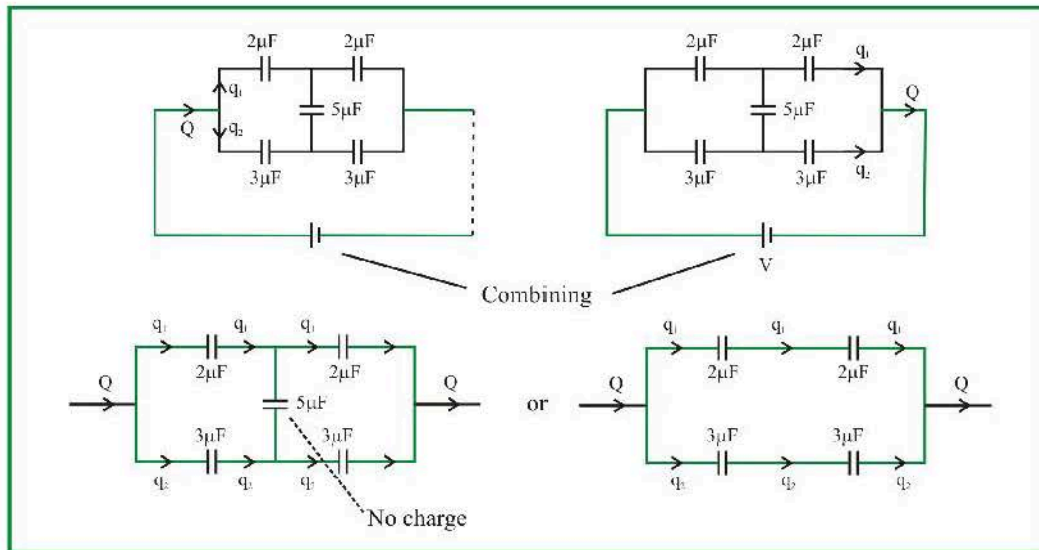 2μF 2μF 2μF 2μF
q₁
q₁ 5μF 5μF Q
Q q₂
3μF 3μF 3μF 3μF q₂
V
Combining
q₁ q₁ q₁ q₁ q₁ q₁
2μF 2μF 2μF 2μF
Q Q Q Q
5μF or
3μF 3μF 3μF 3μF
q₂ q₂ q₂ q₂ q₂ q₂
No charge